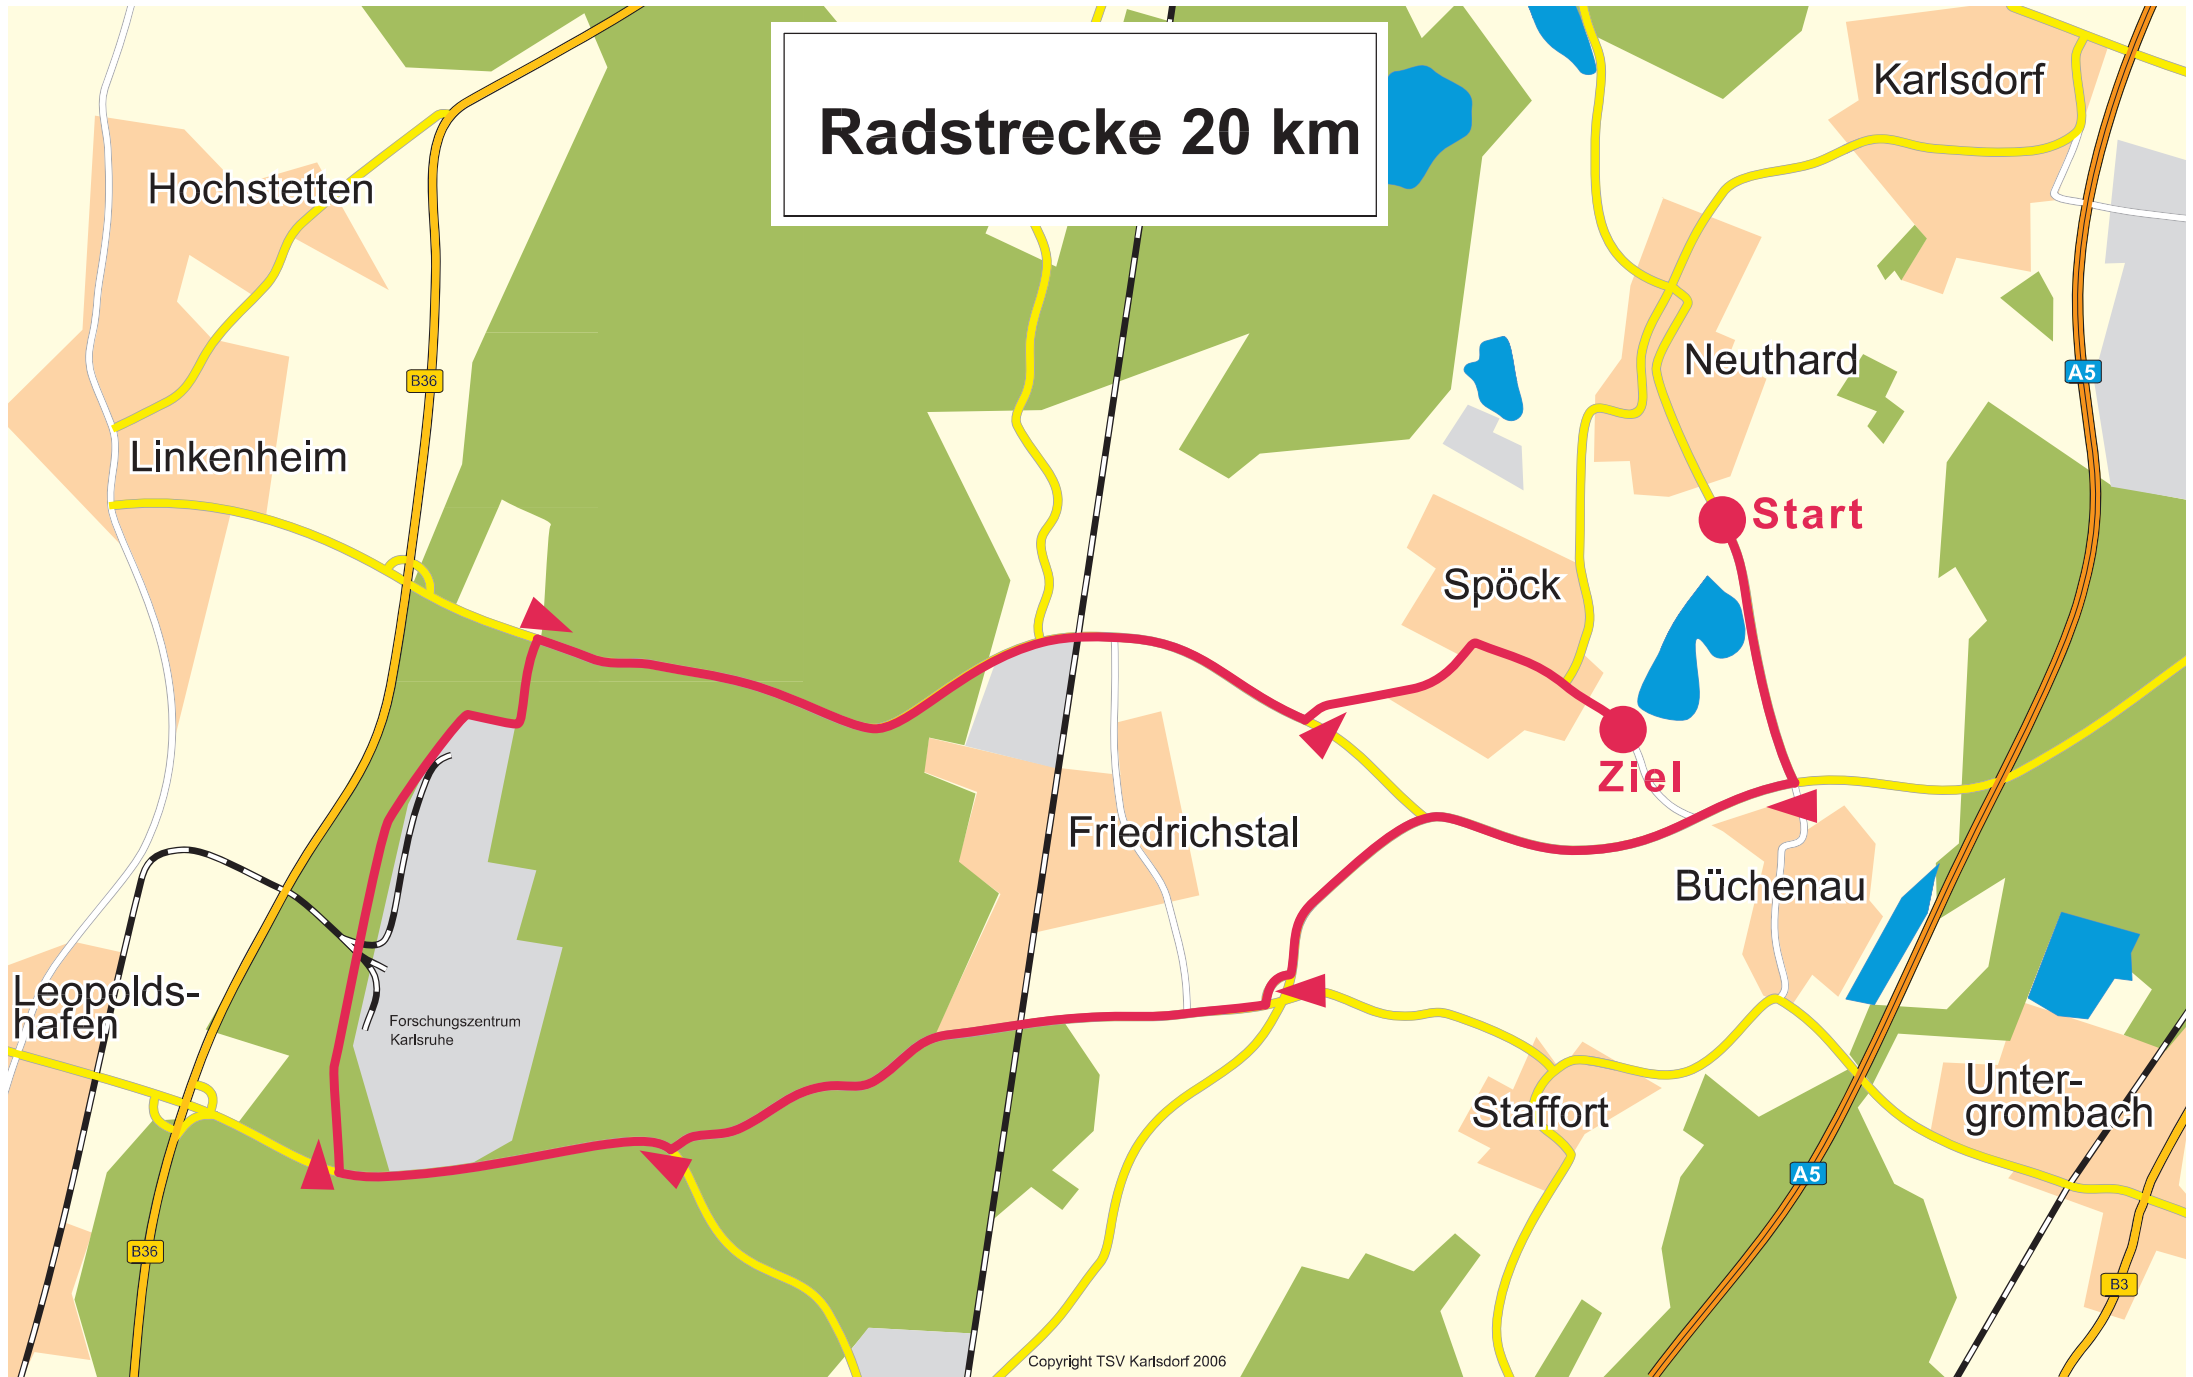 Radstrecke 20 km
Karlsdorf
Hochstetten
Neuthard
A5
B36
Linkenheim
Start
Spöck
Ziel
Friedrichstal
Büchenau
Leopolds-
hafen
Forschungszentrum
Karlsruhe
Unter-
grombach
Staffort
A5
B36
B3
Copyright TSV Karlsdorf 2006